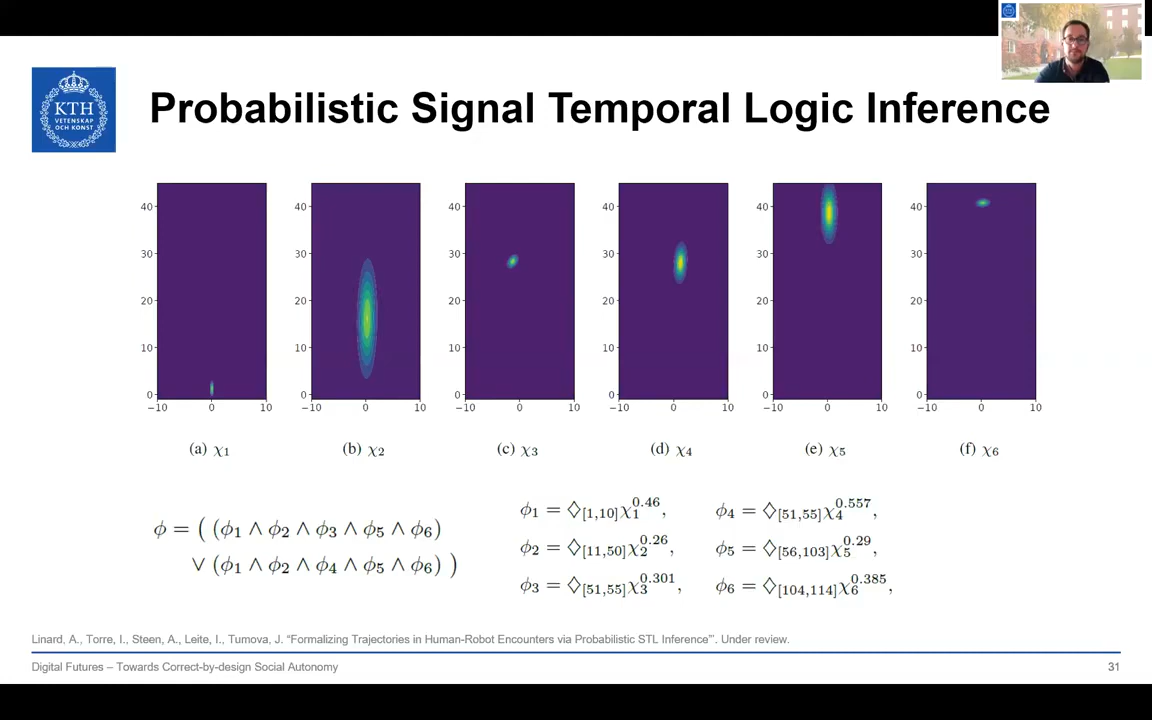 KTH
VETENSKAP
OCH KONST
Probabilistic Signal Temporal Logic Inference
40 30 20 10 0
−10 0 10
40 30 20 10 0
−10 0 10
40 30 20 10 0
−10 0 10
40 30 20 10 0
−10 0 10
40 30 20 10 0
−10 0 10
40 30 20 10 0
−10 0 10
(a) χ₁ (b) χ₂ (c) χ₃ (d) χ₄ (e) χ₅ (f) χ₆
ϕ = ( (ϕ₁ ∧ ϕ₂ ∧ ϕ₃ ∧ ϕ₅ ∧ ϕ₆)
∨ (ϕ₁ ∧ ϕ₂ ∧ ϕ₄ ∧ ϕ₅ ∧ ϕ₆) )
ϕ₁ = ◇_[1,10] χ₁^0.46,
ϕ₂ = ◇_[11,50] χ₂^0.26,
ϕ₃ = ◇_[51,55] χ₃^0.301,
ϕ₄ = ◇_[51,55] χ₄^0.557,
ϕ₅ = ◇_[56,103] χ₅^0.29,
ϕ₆ = ◇_[104,114] χ₆^0.385,
Linard, A., Torre, I., Steen, A., Leite, I., Tumova, J. “Formalizing Trajectories in Human-Robot Encounters via Probabilistic STL Inference”’. Under review.
Digital Futures – Towards Correct-by-design Social Autonomy
31